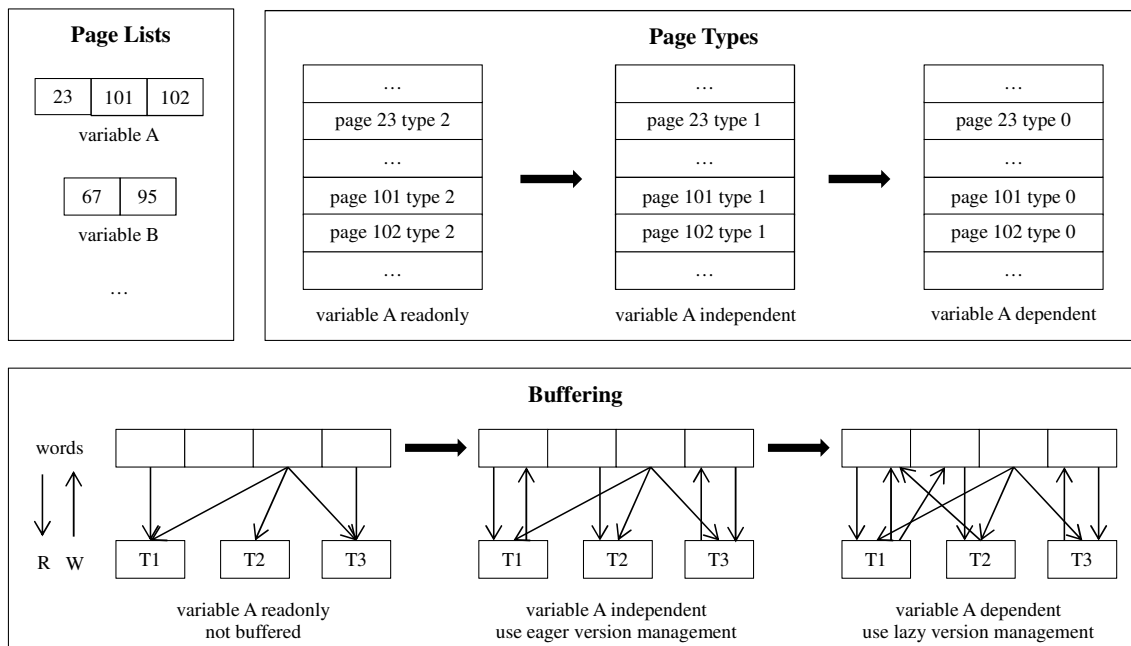 Page Lists
23 101 102
variable A
67 95
variable B
…
Page Types
…
page 23 type 2
…
page 101 type 2
page 102 type 2
…
variable A readonly
…
page 23 type 1
…
page 101 type 1
page 102 type 1
…
variable A independent
…
page 23 type 0
…
page 101 type 0
page 102 type 0
…
variable A dependent
Buffering
words
R W
T1 T2 T3
variable A readonly
not buffered
T1 T2 T3
variable A independent
use eager version management
T1 T2 T3
variable A dependent
use lazy version management